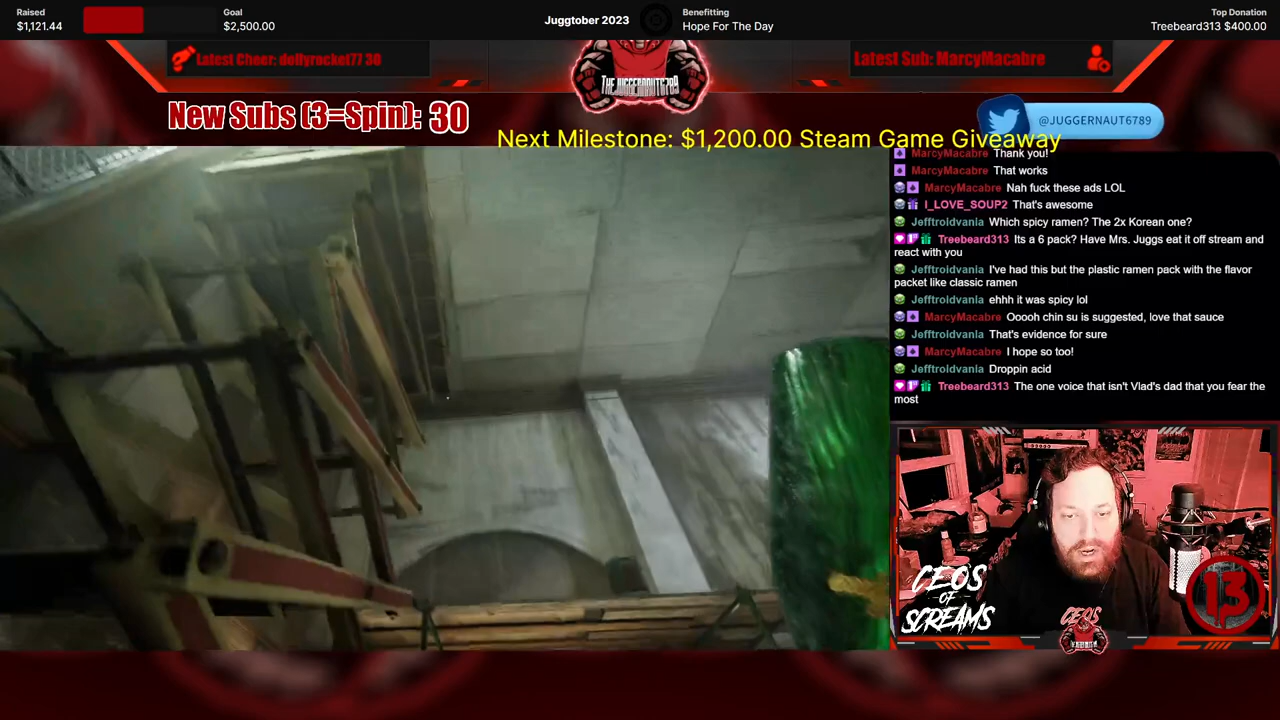 Raised
$1,121.44
Goal
$2,500.00
Juggtober 2023
Benefitting
Hope For The Day
Top Donation
Treebeard313 $400.00
Latest Cheer: dollyrocket77 30
THEJUGGERNAUT6789
Latest Sub: MarcyMacabre
New Subs (3=Spin): 30
@JUGGERNAUT6789
Next Milestone: $1,200.00 Steam Game Giveaway
MarcyMacabre Thank you!
MarcyMacabre That works
MarcyMacabre Nah fuck these ads LOL
I_LOVE_SOUP2 That's awesome
Jefftroidvania Which spicy ramen? The 2x Korean one?
Treebeard313 Its a 6 pack? Have Mrs. Juggs eat it off stream and
react with you
Jefftroidvania I've had this but the plastic ramen pack with the flavor
packet like classic ramen
Jefftroidvania ehhh it was spicy lol
MarcyMacabre Ooooh chin su is suggested, love that sauce
Jefftroidvania That's evidence for sure
MarcyMacabre I hope so too!
Jefftroidvania Droppin acid
Treebeard313 The one voice that isn't Vlad's dad that you fear the
most
CEOS
OF
SCREAMS
CEOS
13